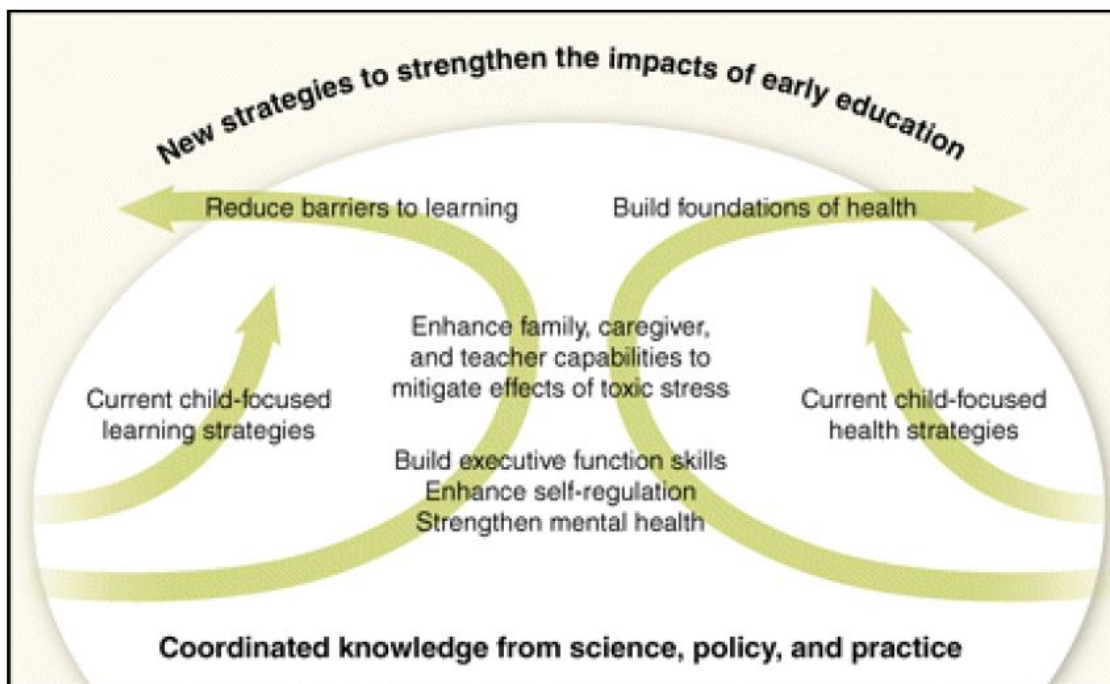 New strategies to strengthen the impacts of early education
Reduce barriers to learning
Build foundations of health
Enhance family, caregiver,
and teacher capabilities to
mitigate effects of toxic stress
Current child-focused
learning strategies
Current child-focused
health strategies
Build executive function skills
Enhance self-regulation
Strengthen mental health
Coordinated knowledge from science, policy, and practice